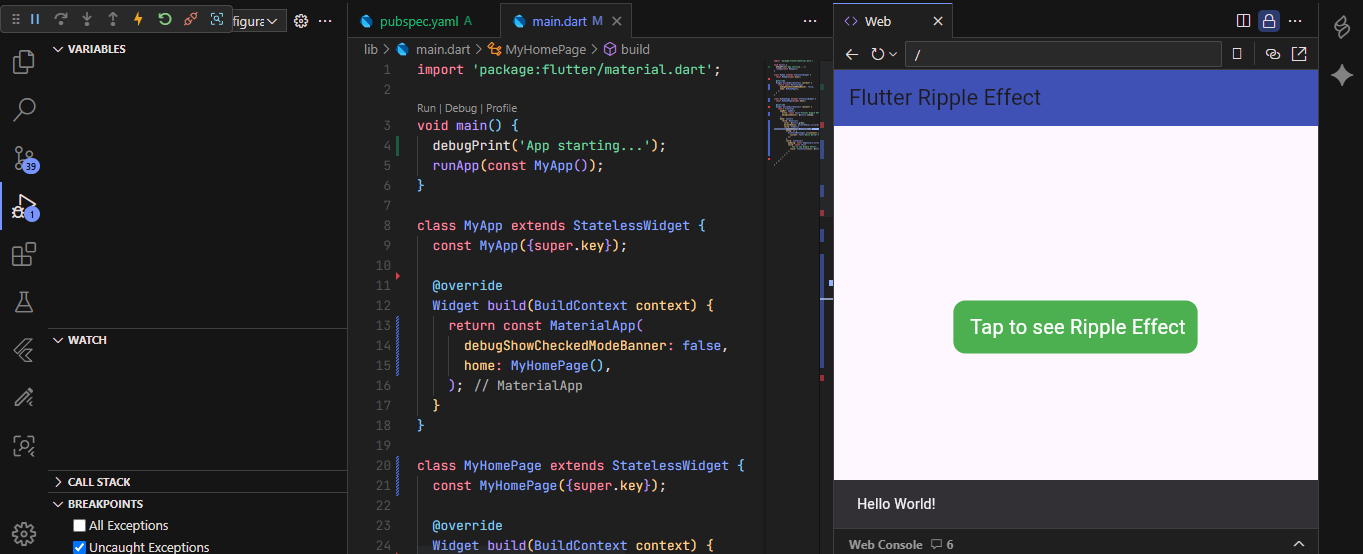 figura
VARIABLES
WATCH
CALL STACK
BREAKPOINTS
All Exceptions
Uncaught Exceptions
39
1
pubspec.yaml A
main.dart M
lib > main.dart > MyHomePage > build
1 import 'package:flutter/material.dart';
2
Run | Debug | Profile
3 void main() {
4 debugPrint('App starting...');
5 runApp(const MyApp());
6 }
7
8 class MyApp extends StatelessWidget {
9 const MyApp({super.key});
10
11 @override
12 Widget build(BuildContext context) {
13 return const MaterialApp(
14 debugShowCheckedModeBanner: false,
15 home: MyHomePage(),
16 ); // MaterialApp
17 }
18 }
19
20 class MyHomePage extends StatelessWidget {
21 const MyHomePage({super.key});
22
23 @override
24 Widget build(BuildContext context) {
Web
/
Flutter Ripple Effect
Tap to see Ripple Effect
Hello World!
Web Console 6